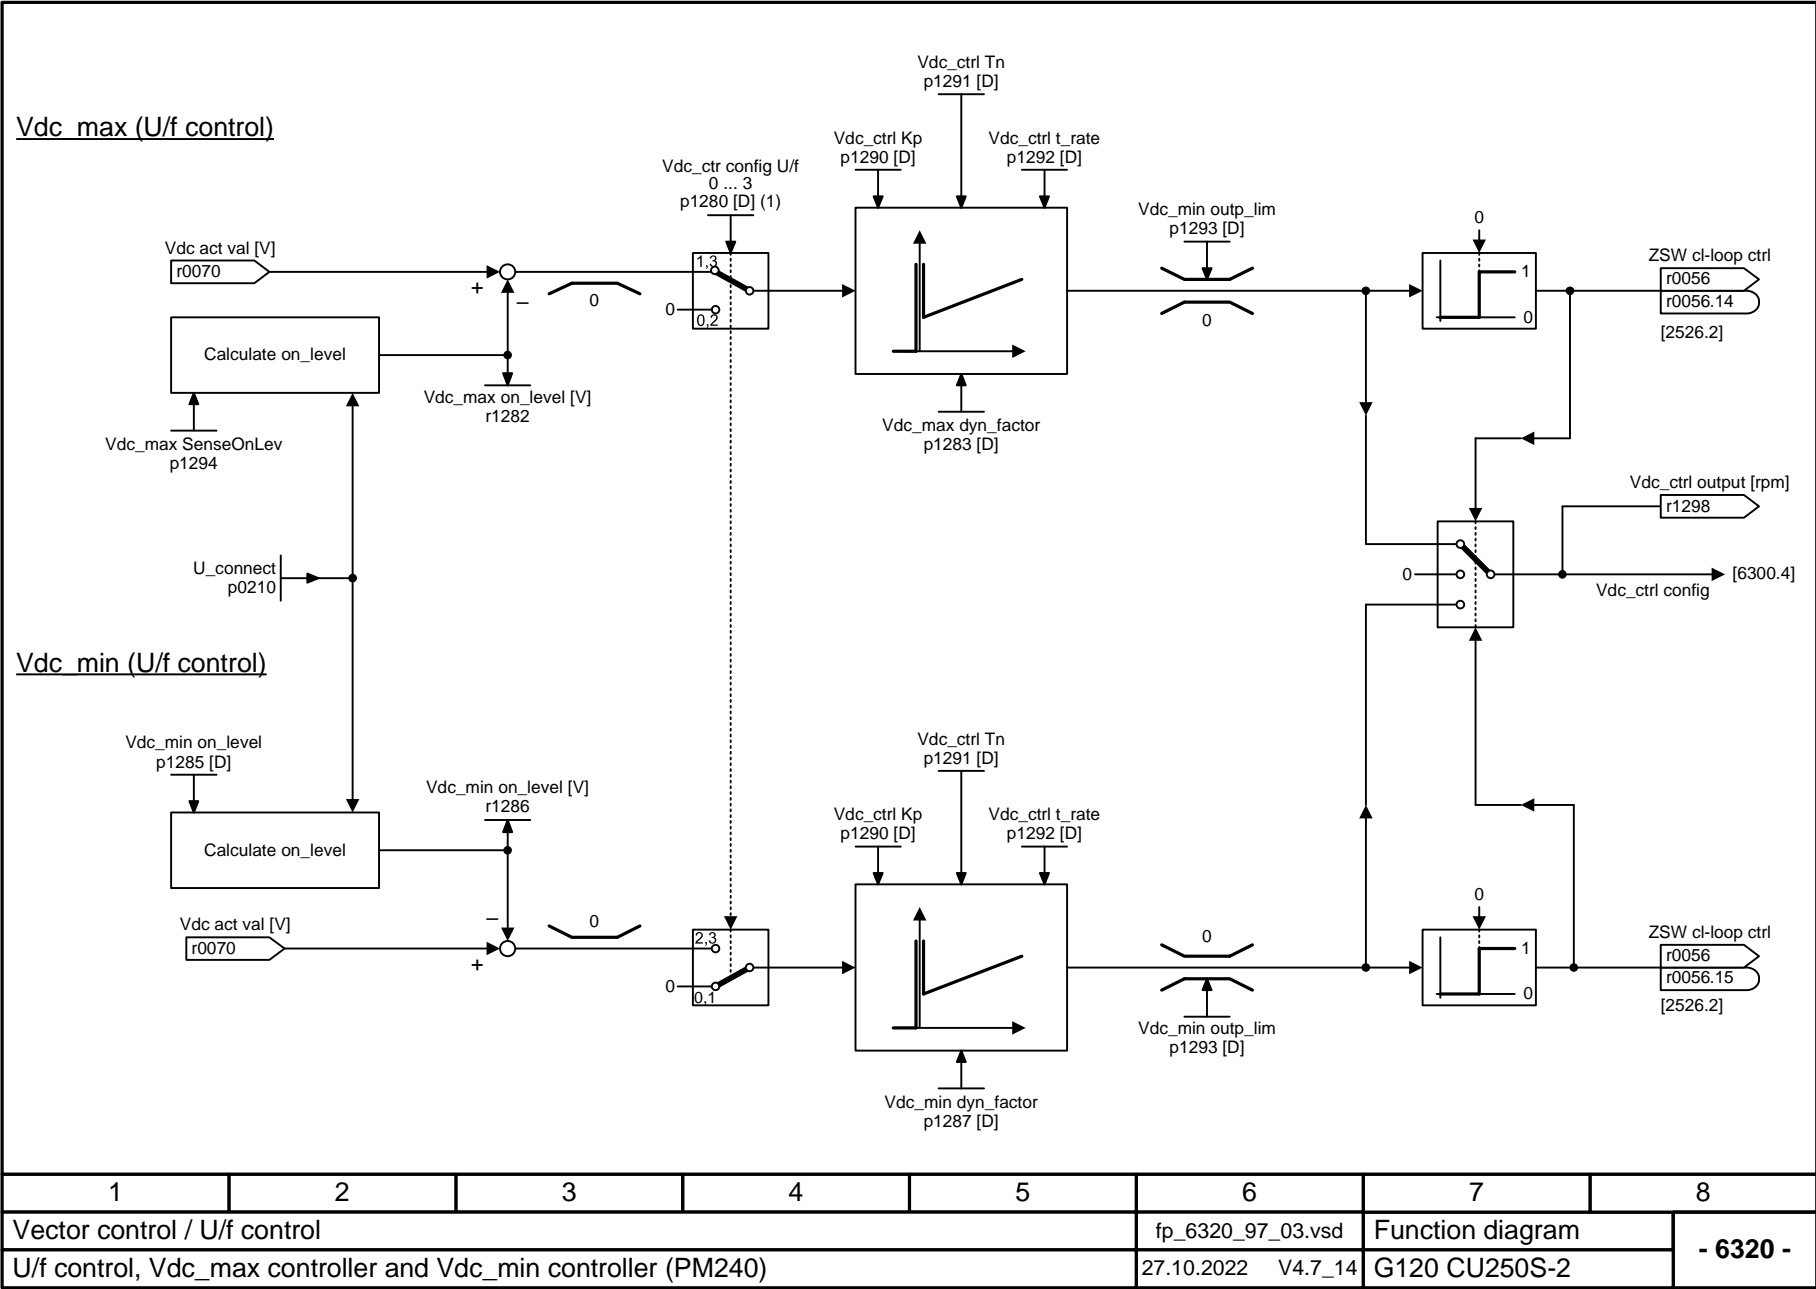 Vdc_max (U/f control)
Vdc_ctrl Tn
p1291 [D]
Vdc_ctrl Kp
p1290 [D]
Vdc_ctrl t_rate
p1292 [D]
Vdc_ctr config U/f
0 ... 3
p1280 [D] (1)
Vdc_min outp_lim
p1293 [D]
0
Vdc act val [V]
r0070
+
–
0
1,3
0
0,2
0
1
0
ZSW cl-loop ctrl
r0056
r0056.14
[2526.2]
Calculate on_level
Vdc_max on_level [V]
r1282
Vdc_max SenseOnLev
p1294
Vdc_max dyn_factor
p1283 [D]
Vdc_ctrl output [rpm]
r1298
U_connect
p0210
0
[6300.4]
Vdc_ctrl config
Vdc_min (U/f control)
Vdc_min on_level
p1285 [D]
Vdc_min on_level [V]
r1286
Vdc_ctrl Tn
p1291 [D]
Vdc_ctrl Kp
p1290 [D]
Vdc_ctrl t_rate
p1292 [D]
Calculate on_level
0
Vdc act val [V]
r0070
–
+
0
2,3
0
0,1
0
1
0
ZSW cl-loop ctrl
r0056
r0056.15
[2526.2]
Vdc_min outp_lim
p1293 [D]
Vdc_min dyn_factor
p1287 [D]
1 2 3 4 5 6 7 8
Vector control / U/f control
fp_6320_97_03.vsd
Function diagram
- 6320 -
U/f control, Vdc_max controller and Vdc_min controller (PM240)
27.10.2022 V4.7_14
G120 CU250S-2